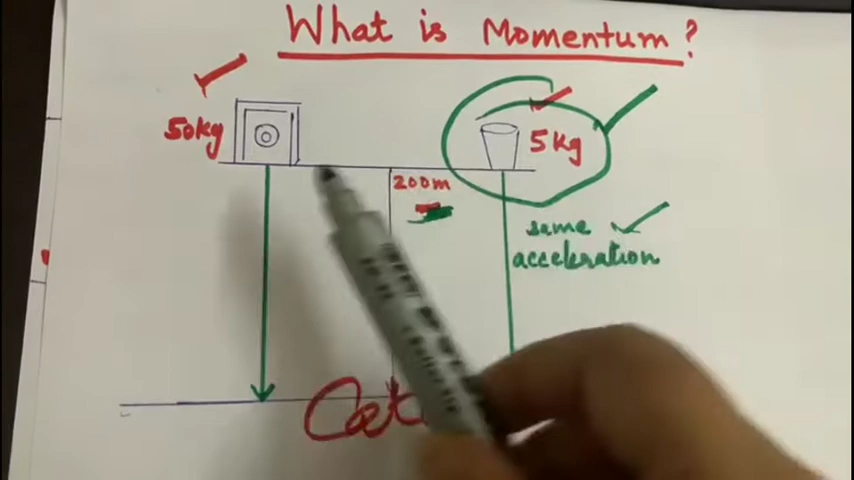 What is Momentum?
50kg
5kg
200m
same
acceleration